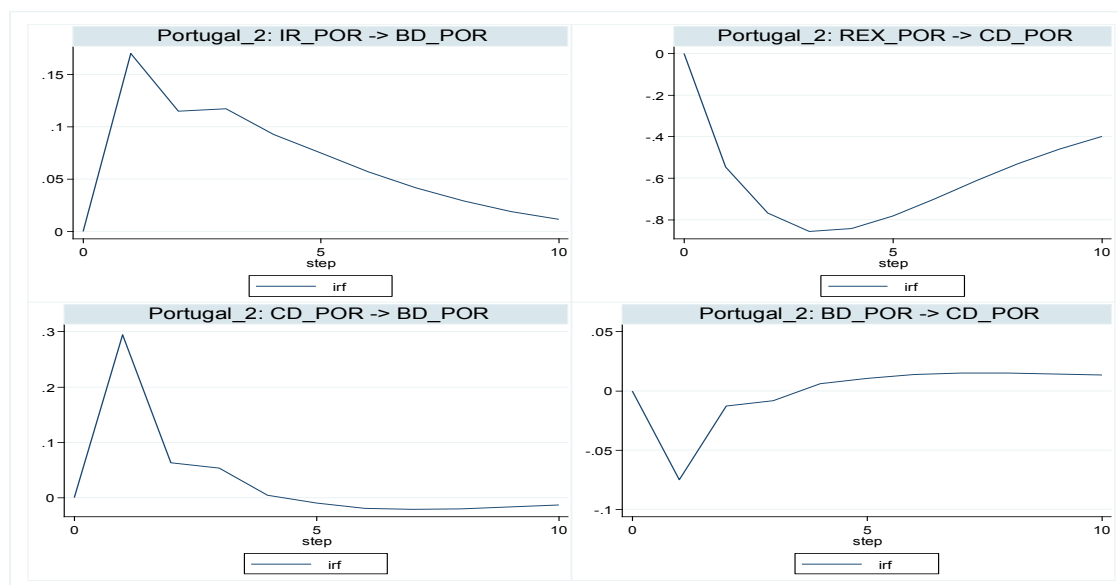 Portugal_2: IR_POR -> BD_POR
.15
.1
.05
0
0
5
10
step
irf
Portugal_2: REX_POR -> CD_POR
0
-.2
-.4
-.6
-.8
0
5
10
step
irf
Portugal_2: CD_POR -> BD_POR
.3
.2
.1
0
0
5
10
step
irf
Portugal_2: BD_POR -> CD_POR
.05
0
-.05
-.1
0
5
10
step
irf